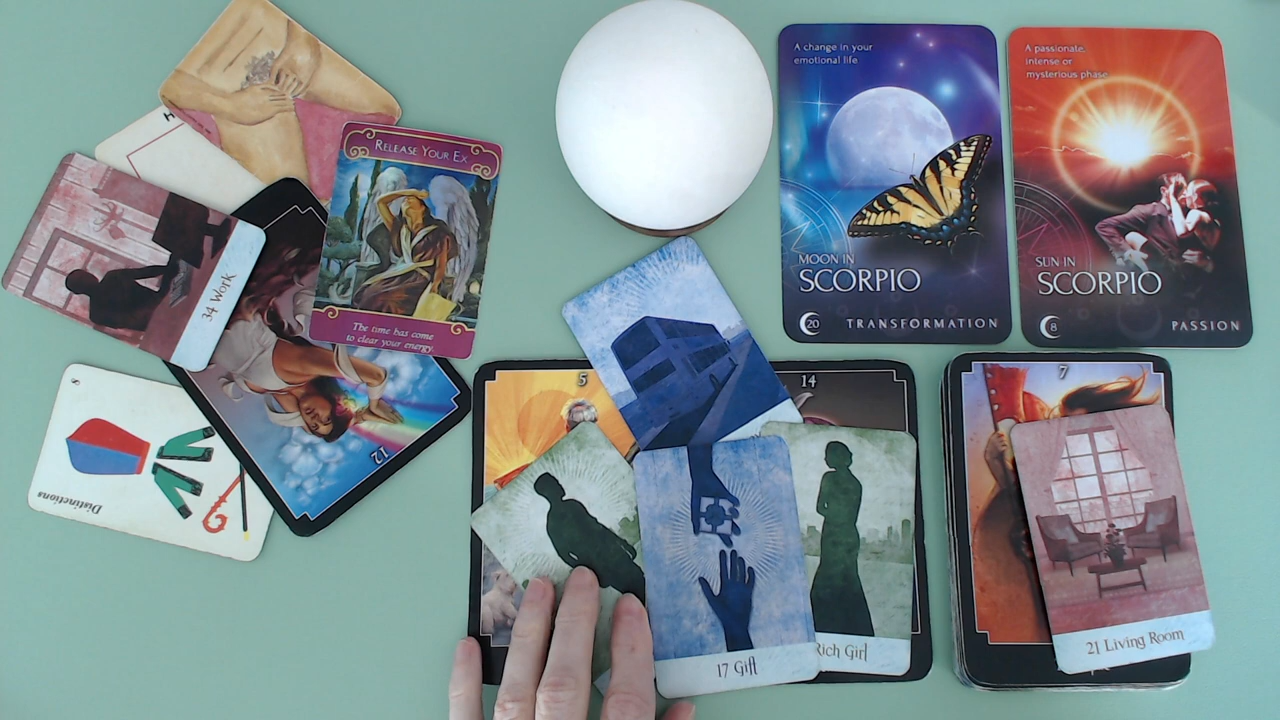 A change in your
emotional life
MOON IN
SCORPIO
20
TRANSFORMATION
A passionate,
intense or
mysterious phase
SUN IN
SCORPIO
8
PASSION
RELEASE YOUR EX
The time has come
to clear your energy
34 Work
12
Distinctions
5
14
17 Gift
Rich Girl
7
21 Living Room